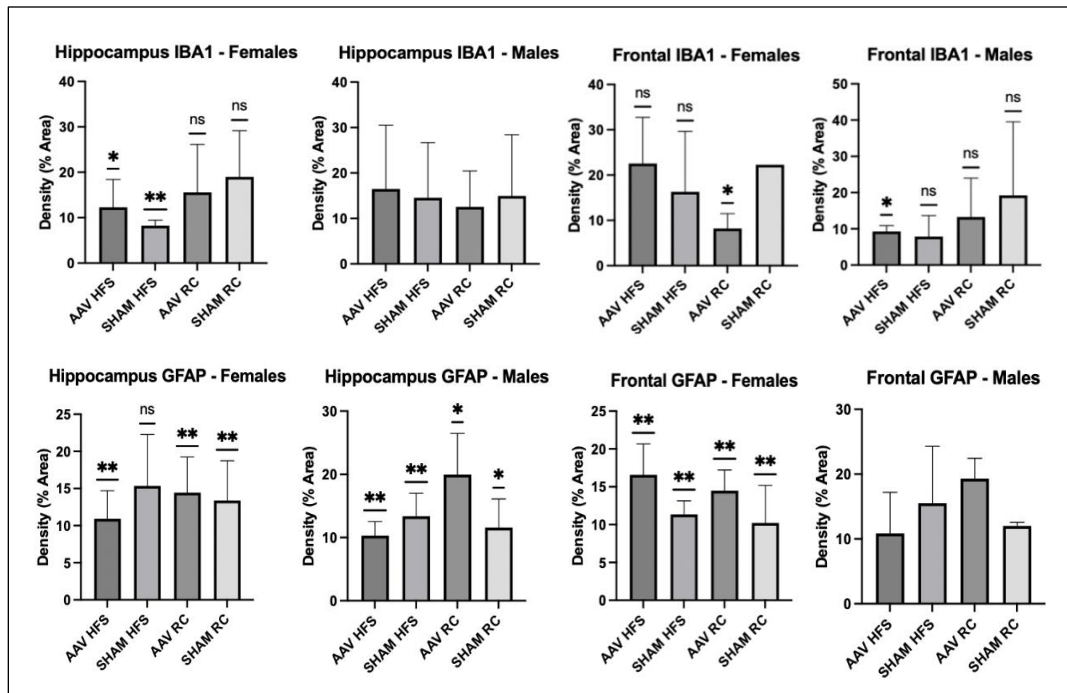 Hippocampus IBA1 - Females
Density (% Area)
40
30
20
10
0
*
**
ns
ns
AAV HFS
SHAM HFS
AAV RC
SHAM RC
Hippocampus IBA1 - Males
Density (% Area)
40
30
20
10
0
AAV HFS
SHAM HFS
AAV RC
SHAM RC
Frontal IBA1 - Females
Density (% Area)
40
30
20
10
0
ns
ns
*
AAV HFS
SHAM HFS
AAV RC
SHAM RC
Frontal IBA1 - Males
Density (% Area)
50
40
30
20
10
0
*
ns
ns
ns
AAV HFS
SHAM HFS
AAV RC
SHAM RC
Hippocampus GFAP - Females
Density (% Area)
25
20
15
10
5
0
**
ns
**
**
AAV HFS
SHAM HFS
AAV RC
SHAM RC
Hippocampus GFAP - Males
Density (% Area)
30
20
10
0
**
**
*
*
AAV HFS
SHAM HFS
AAV RC
SHAM RC
Frontal GFAP - Females
Density (% Area)
25
20
15
10
5
0
**
**
**
**
AAV HFS
SHAM HFS
AAV RC
SHAM RC
Frontal GFAP - Males
Density (% Area)
30
20
10
0
AAV HFS
SHAM HFS
AAV RC
SHAM RC